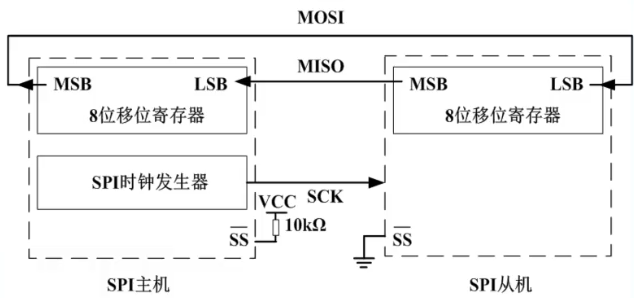 MOSI
MSB LSB MISO MSB LSB
8位移位寄存器 8位移位寄存器
SPI时钟发生器
VCC SCK
10kΩ
S̅S̅ S̅S̅
SPI主机 SPI从机